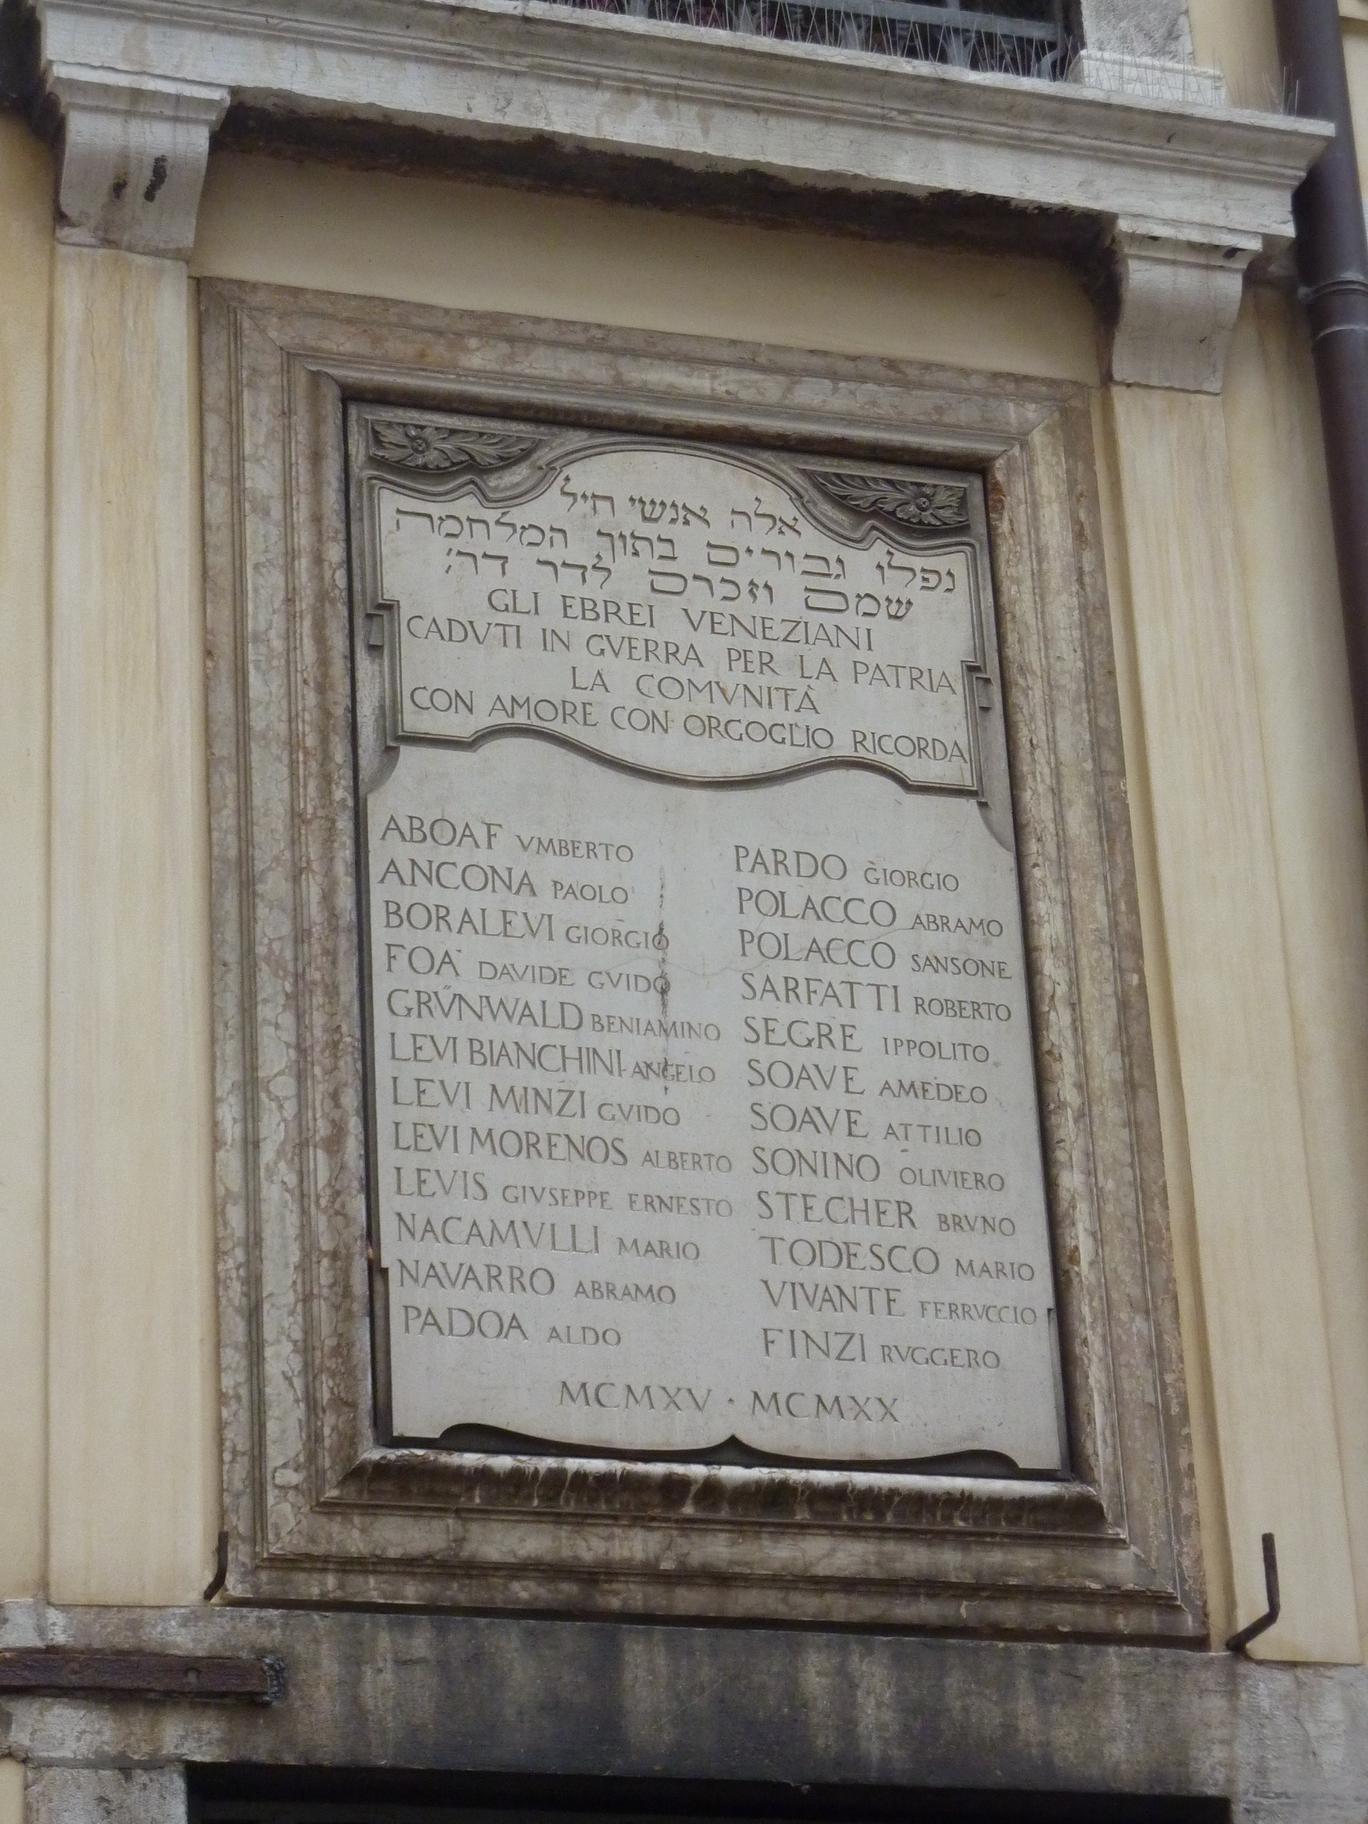 אלה אנשי חיל
נפלו גבורים בתוך המלחמה
שמם וזכרם לדר דר׳
GLI EBREI VENEZIANI
CADVTI IN GVERRA PER LA PATRIA
LA COMVNITÀ
CON AMORE CON ORGOGLIO RICORDA
ABOAF VMBERTO
ANCONA PAOLO
BORALEVI GIORGIO
FOÀ DAVIDE GVIDO
GRV̈NWALD BENIAMINO
LEVI BIANCHINI ANGELO
LEVI MINZI GVIDO
LEVI MORENOS ALBERTO
LEVIS GIVSEPPE ERNESTO
NACAMVLLI MARIO
NAVARRO ABRAMO
PADOA ALDO
PARDO GIORGIO
POLACCO ABRAMO
POLACCO SANSONE
SARFATTI ROBERTO
SEGRE IPPOLITO
SOAVE AMEDEO
SOAVE ATTILIO
SONINO OLIVIERO
STECHER BRVNO
TODESCO MARIO
VIVANTE FERRVCCIO
FINZI RVGGERO
MCMXV · MCMXX